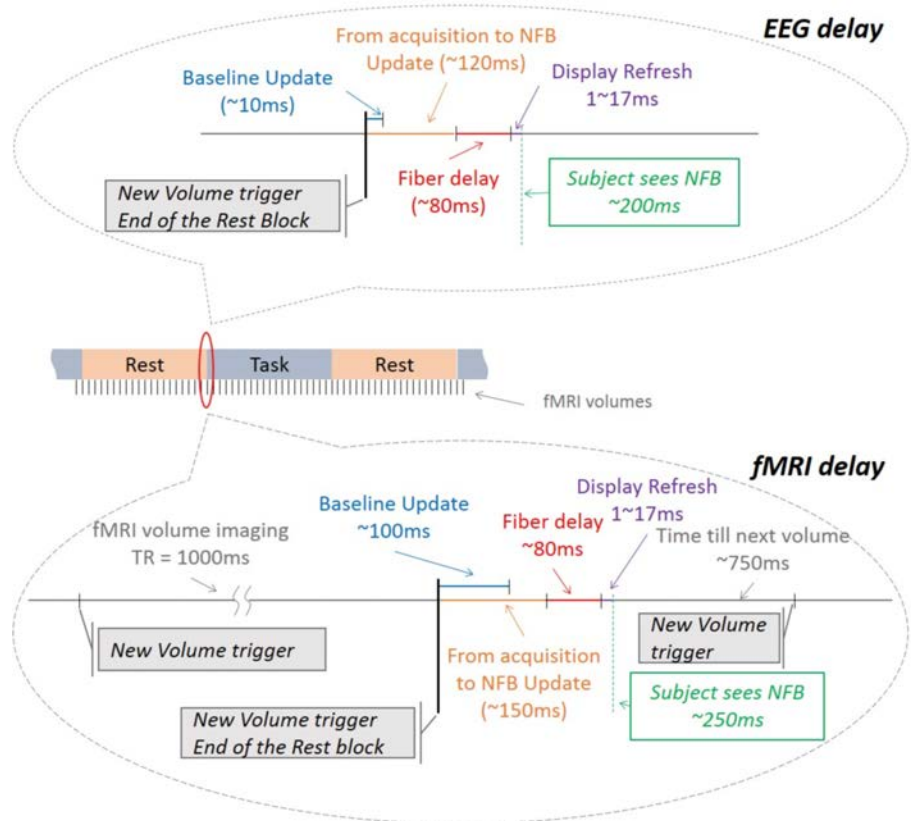 EEG delay
From acquisition to NFB
Update (~120ms)
Baseline Update
(~10ms)
Display Refresh
1~17ms
Fiber delay
(~80ms)
New Volume trigger
End of the Rest Block
Subject sees NFB
~200ms
Rest
Task
Rest
fMRI volumes
fMRI delay
Display Refresh
1~17ms
Baseline Update
~100ms
Fiber delay
~80ms
fMRI volume imaging
TR = 1000ms
Time till next volume
~750ms
New Volume trigger
New Volume
trigger
From acquisition
to NFB Update
(~150ms)
Subject sees NFB
~250ms
New Volume trigger
End of the Rest block